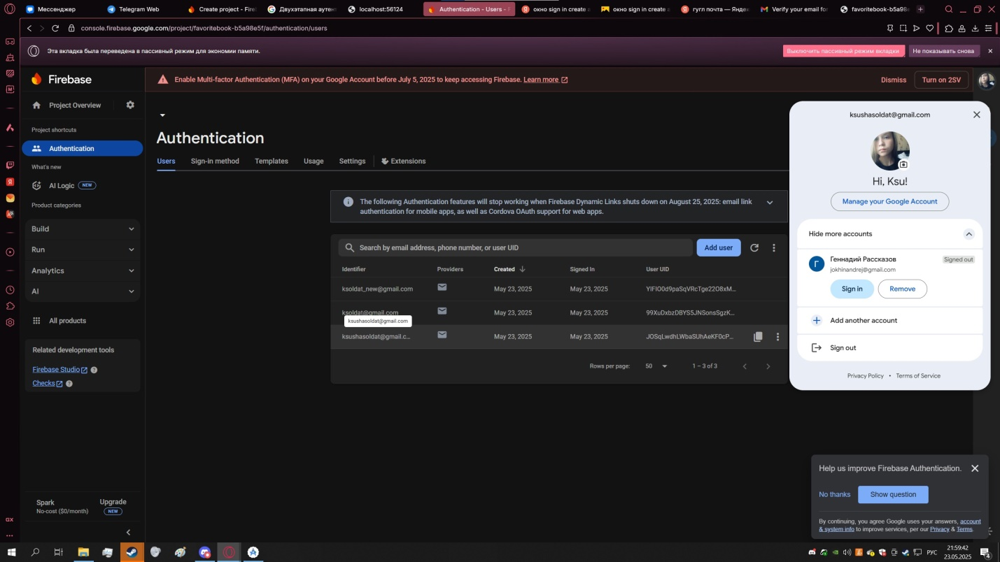 Мессенджер
Telegram Web
Create project - Fire
Двухэтапная аутент
localhost:56124
Authentication - Users - F
окно sign in create a
окно sign in create a
гугл почта — Яндек
Verify your email for
favoritebook-b5a98e
console.firebase.google.com/project/favoritebook-b5a98e5f/authentication/users
Эта вкладка была переведена в пассивный режим для экономии памяти.
Выключить пассивный режим вкладки
Не показывать снова
Firebase
Enable Multi-factor Authentication (MFA) on your Google Account before July 5, 2025 to keep accessing Firebase. Learn more
Dismiss
Turn on 2SV
Project Overview
Project shortcuts
Authentication
What's new
AI Logic NEW
Product categories
Build
Run
Analytics
AI
All products
Related development tools
Firebase Studio
Checks
Spark
No-cost ($0/month)
Upgrade
NEW
Authentication
Users
Sign-in method
Templates
Usage
Settings
Extensions
The following Authentication features will stop working when Firebase Dynamic Links shuts down on August 25, 2025: email link
authentication for mobile apps, as well as Cordova OAuth support for web apps.
Search by email address, phone number, or user UID
Add user
Identifier Providers Created Signed In User UID
ksoldat_new@gmail.com May 23, 2025 May 23, 2025 YIFIO0d9paSqVRcTge22O8xM...
ksoldat@gmail.com May 23, 2025 May 23, 2025 99XuDxbzDBYS5JNSonsSgzK...
ksushasoldat@gmail.com
ksushasoldat@gmail.c... May 23, 2025 May 23, 2025 JOSqLwdhLWbaSUhAeKF0cP...
Rows per page: 50 1 – 3 of 3
ksushasoldat@gmail.com
Hi, Ksu!
Manage your Google Account
Hide more accounts
Г
Геннадий Рассказов
Signed out
jokhinandrej@gmail.com
Sign in
Remove
Add another account
Sign out
Privacy Policy • Terms of Service
Help us improve Firebase Authentication.
No thanks
Show question
By continuing, you agree Google uses your answers, account
& system info to improve services, per our Privacy & Terms.
GX
РУС
21:59:42
23.05.2025
4